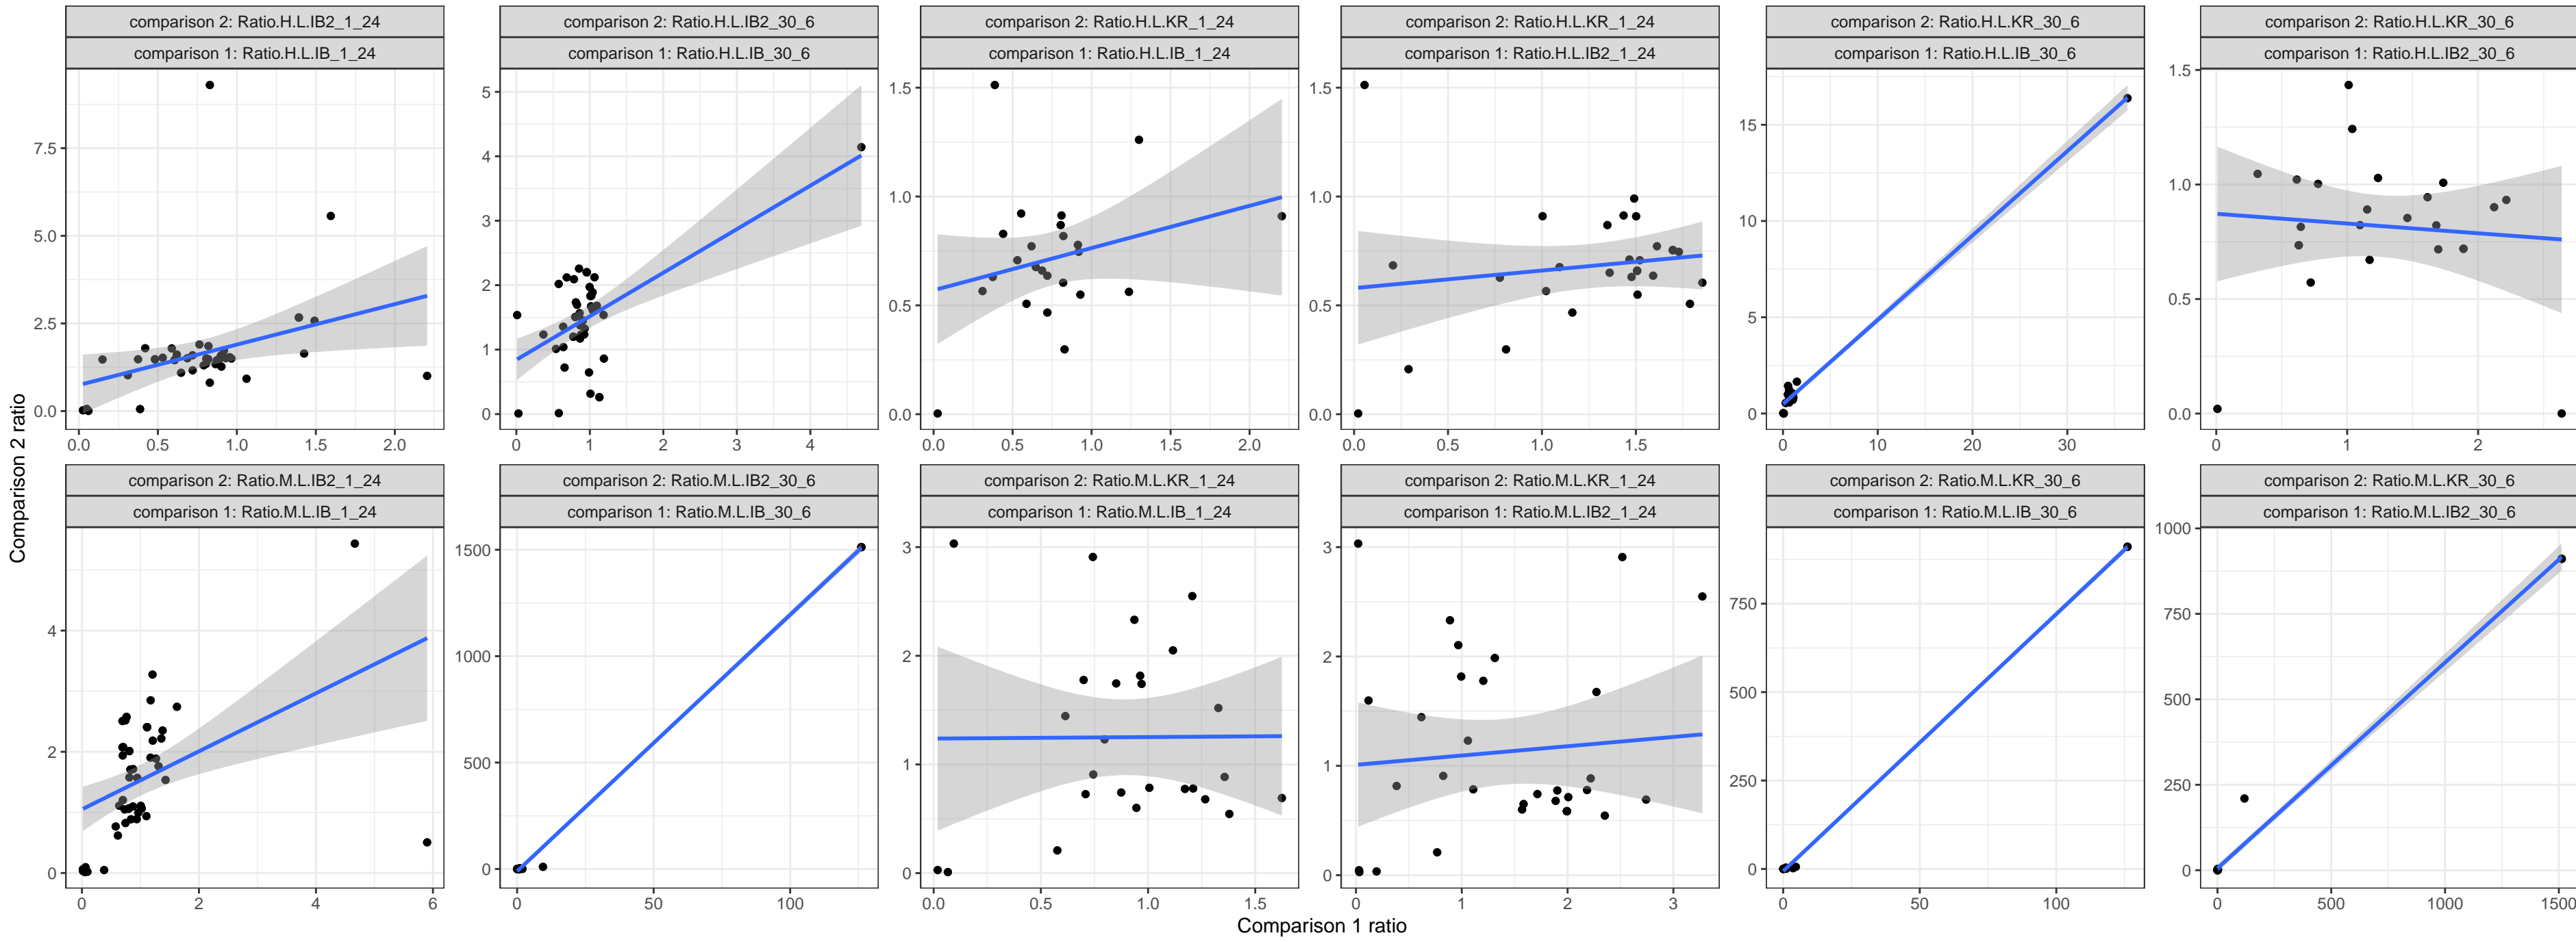 comparison 2: Ratio.H.L.IB2_1_24
comparison 1: Ratio.H.L.IB_1_24
comparison 2: Ratio.H.L.IB2_30_6
comparison 1: Ratio.H.L.IB_30_6
comparison 2: Ratio.H.L.KR_1_24
comparison 1: Ratio.H.L.IB_1_24
comparison 2: Ratio.H.L.KR_1_24
comparison 1: Ratio.H.L.IB2_1_24
comparison 2: Ratio.H.L.KR_30_6
comparison 1: Ratio.H.L.IB_30_6
comparison 2: Ratio.H.L.KR_30_6
comparison 1: Ratio.H.L.IB2_30_6
7.5
5.0
2.5
0.0
0.0 0.5 1.0 1.5 2.0
5
4
3
2
1
0
0 1 2 3 4
1.5
1.0
0.5
0.0
0.0 0.5 1.0 1.5 2.0
1.5
1.0
0.5
0.0
0.0 0.5 1.0 1.5
15
10
5
0
0 10 20 30
1.5
1.0
0.5
0.0
0 1 2
comparison 2: Ratio.M.L.IB2_1_24
comparison 1: Ratio.M.L.IB_1_24
comparison 2: Ratio.M.L.IB2_30_6
comparison 1: Ratio.M.L.IB_30_6
comparison 2: Ratio.M.L.KR_1_24
comparison 1: Ratio.M.L.IB_1_24
comparison 2: Ratio.M.L.KR_1_24
comparison 1: Ratio.M.L.IB2_1_24
comparison 2: Ratio.M.L.KR_30_6
comparison 1: Ratio.M.L.IB_30_6
comparison 2: Ratio.M.L.KR_30_6
comparison 1: Ratio.M.L.IB2_30_6
4
2
0
0 2 4 6
1500
1000
500
0
0 50 100
3
2
1
0
0.0 0.5 1.0 1.5
3
2
1
0
0 1 2 3
750
500
250
0
0 50 100
1000
750
500
250
0
0 500 1000 1500
Comparison 2 ratio
Comparison 1 ratio